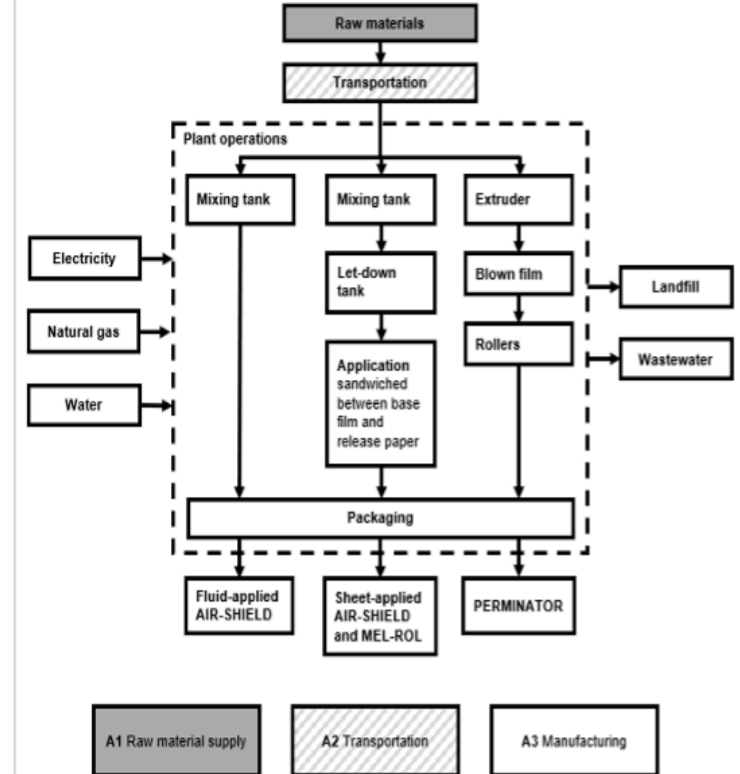 Raw materials
Transportation
Plant operations
Mixing tank
Mixing tank
Extruder
Electricity
Let-down
tank
Blown film
Landfill
Natural gas
Application
sandwiched
between base
film and
release paper
Rollers
Wastewater
Water
Packaging
Fluid-applied
AIR-SHIELD
Sheet-applied
AIR-SHIELD
and MEL-ROL
PERMINATOR
A1 Raw material supply
A2 Transportation
A3 Manufacturing